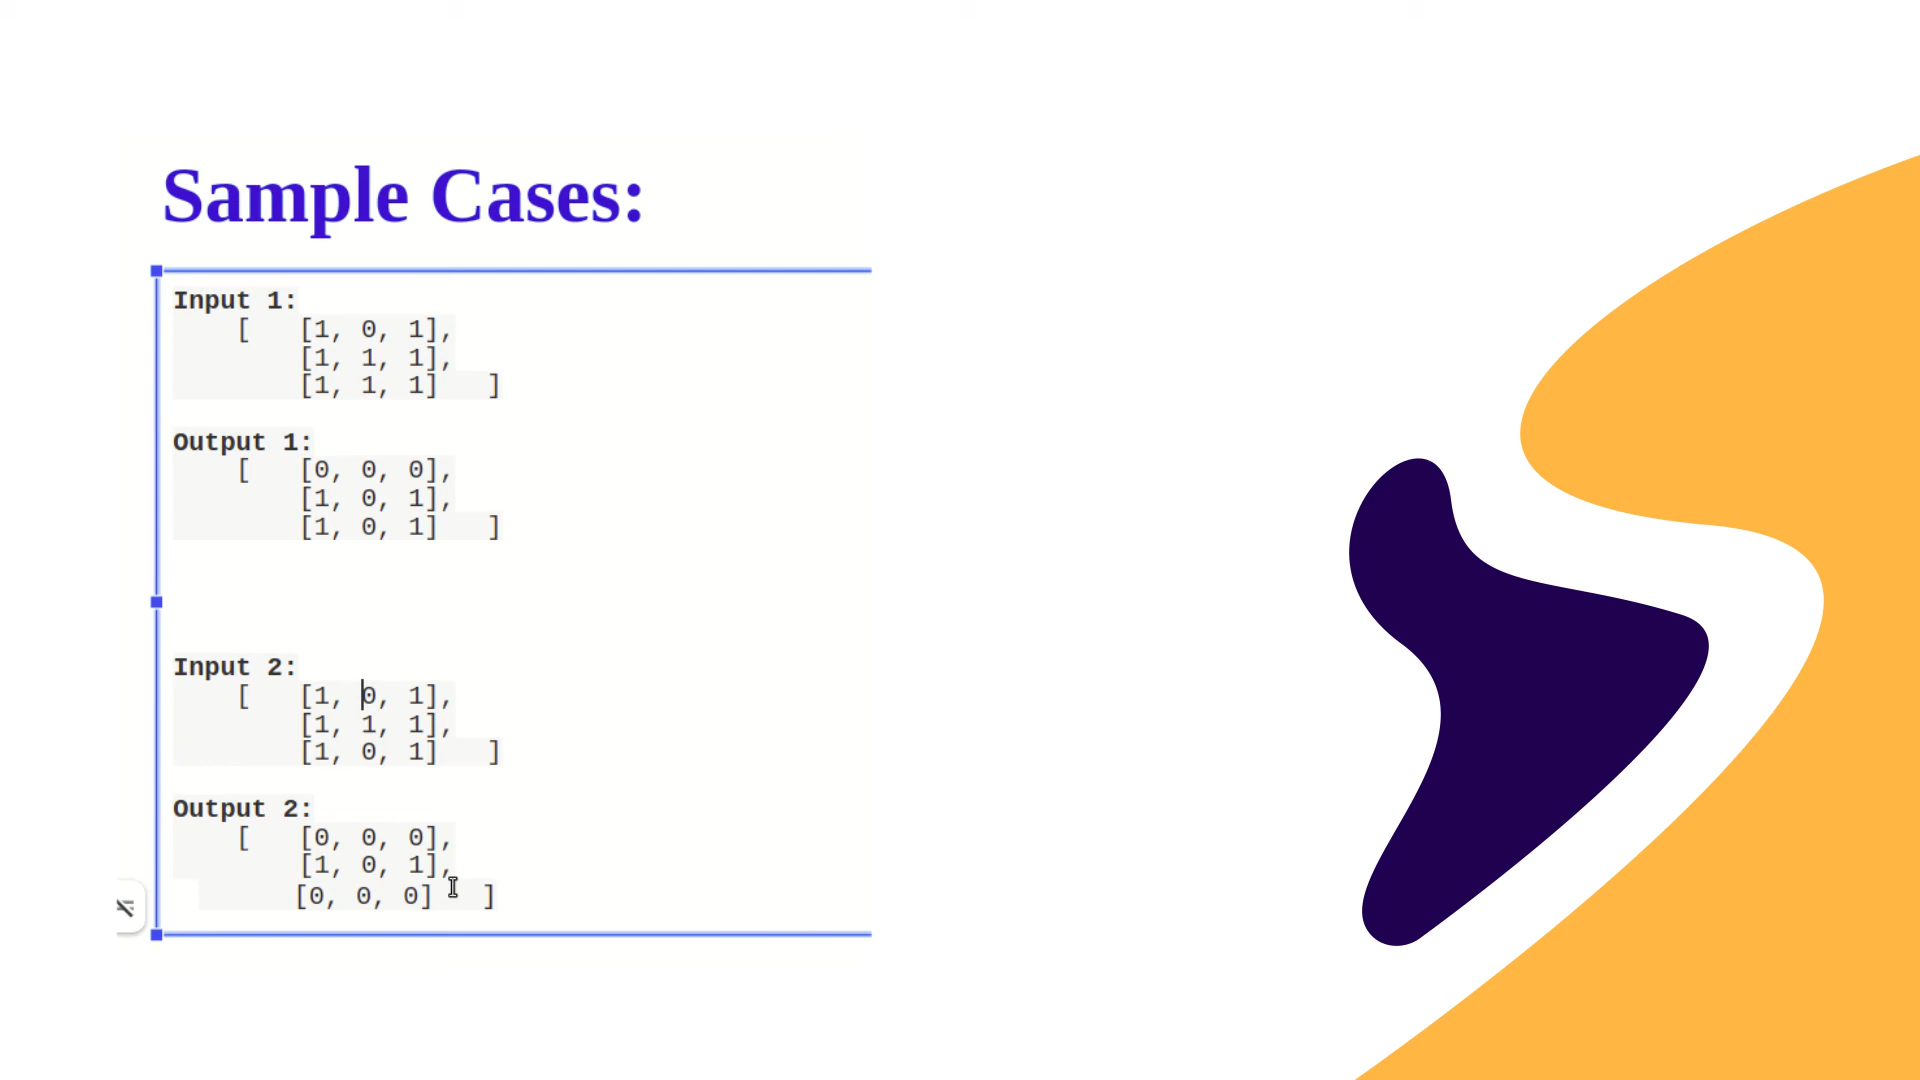 Sample Cases:
Input 1:
[ [1, 0, 1],
[1, 1, 1],
[1, 1, 1] ]
Output 1:
[ [0, 0, 0],
[1, 0, 1],
[1, 0, 1] ]
Input 2:
[ [1, 0, 1],
[1, 1, 1],
[1, 0, 1] ]
Output 2:
[ [0, 0, 0],
[1, 0, 1],
[0, 0, 0] ]